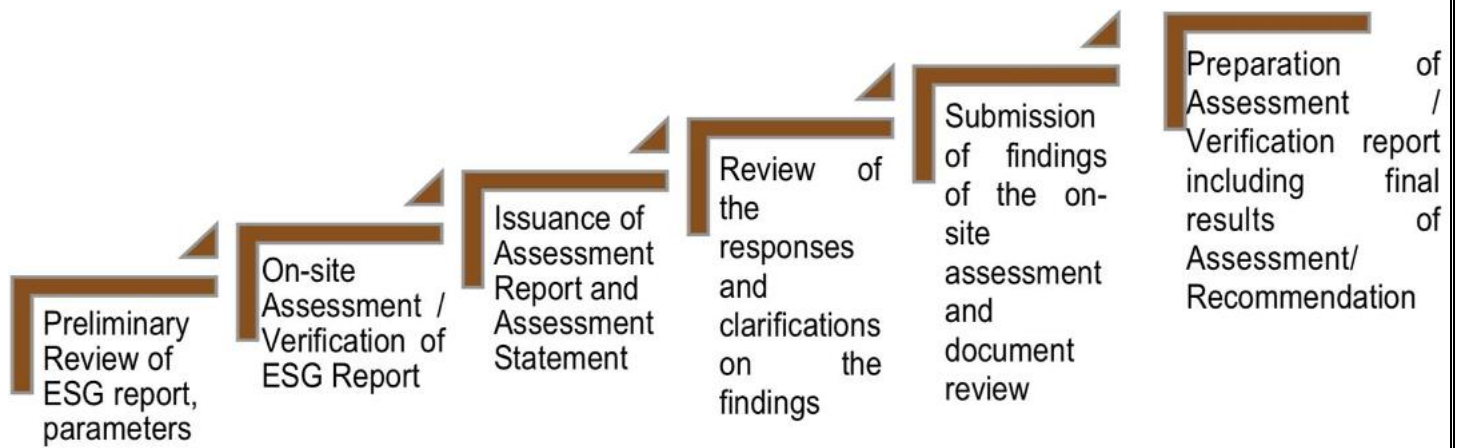 Preliminary
Review of
ESG report,
parameters
On-site
Assessment /
Verification of
ESG Report
Issuance of
Assessment
Report and
Assessment
Statement
Review of
the
responses
and
clarifications
on the
findings
Submission
of findings
of the on-
site
assessment
and
document
review
Preparation of
Assessment /
Verification report
including final
results of
Assessment/
Recommendation